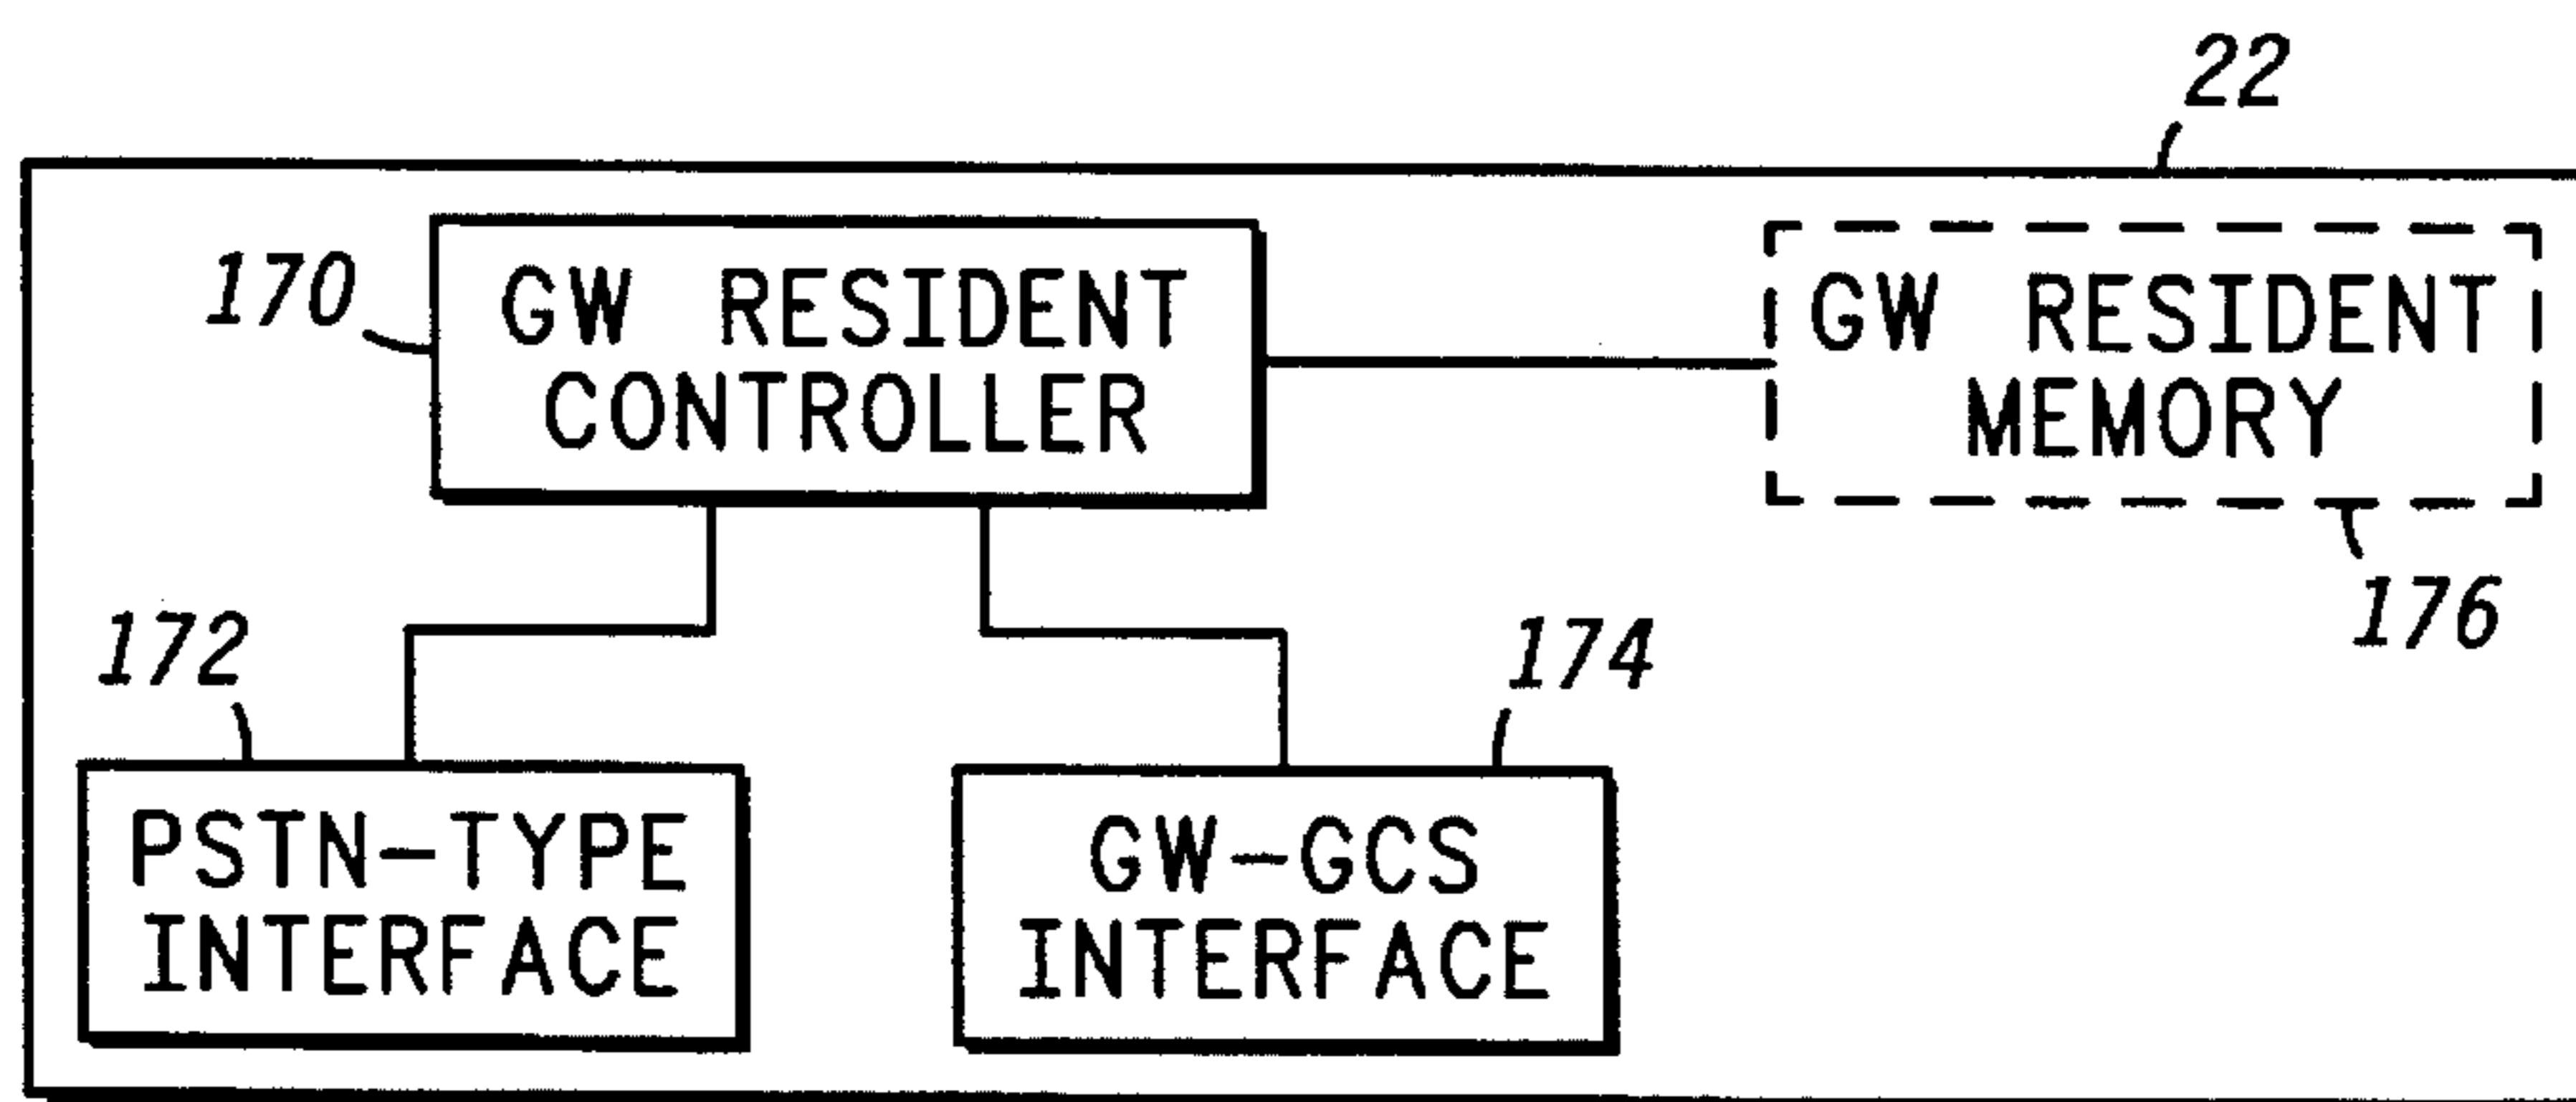 22
170
GW RESIDENT
CONTROLLER
GW RESIDENT
MEMORY
176
172
174
PSTN-TYPE
INTERFACE
GW-GCS
INTERFACE